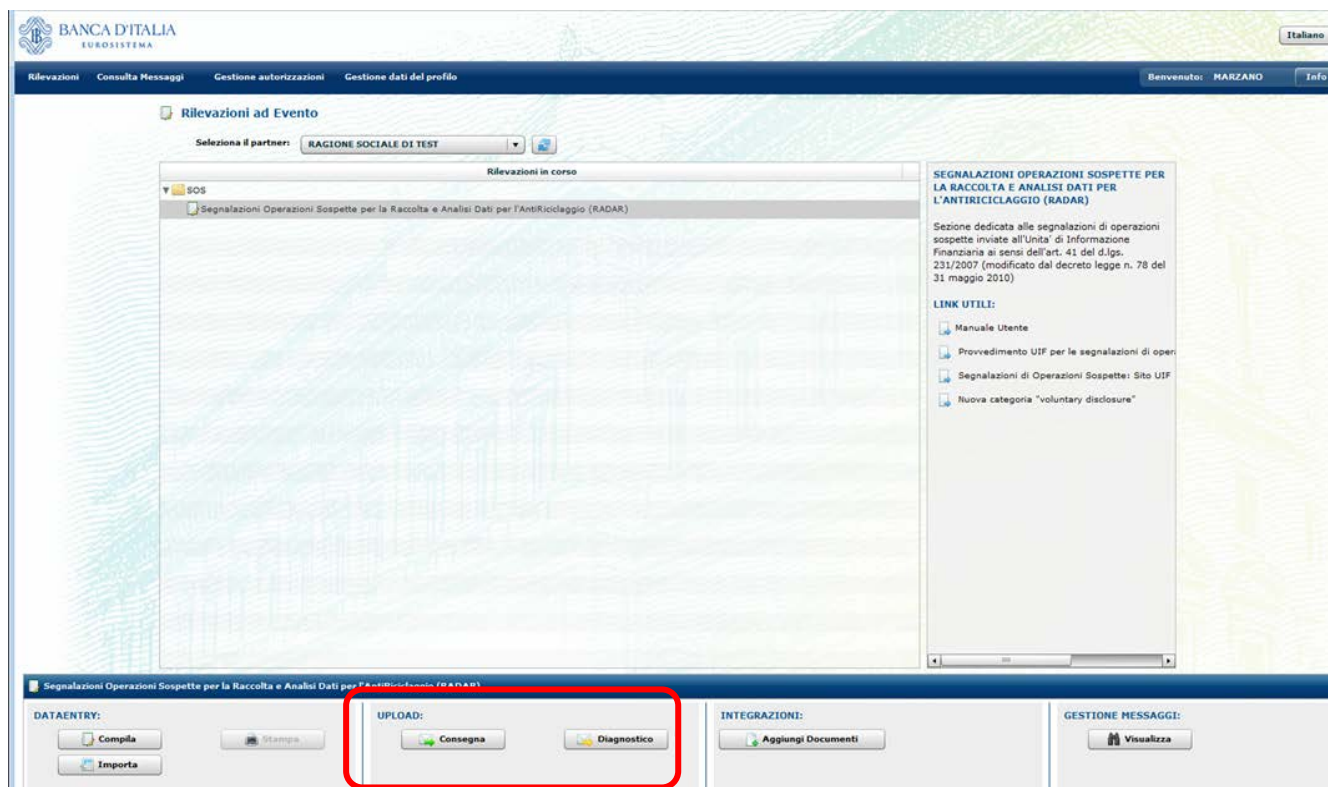 BANCA D'ITALIA
EUROSISTEMA
Italiano
Rilevazioni Consulta Messaggi Gestione autorizzazioni Gestione dati del profilo Benvenuto: MARZANO Info
Rilevazioni ad Evento
Seleziona il partner: RAGIONE SOCIALE DI TEST
Rilevazioni in corso
SOS
Segnalazioni Operazioni Sospette per la Raccolta e Analisi Dati per l'AntiRiciclaggio (RADAR)
SEGNALAZIONI OPERAZIONI SOSPETTE PER
LA RACCOLTA E ANALISI DATI PER
L'ANTIRICICLAGGIO (RADAR)
Sezione dedicata alle segnalazioni di operazioni
sospette inviate all'Unita' di Informazione
Finanziaria ai sensi dell'art. 41 del d.lgs.
231/2007 (modificato dal decreto legge n. 78 del
31 maggio 2010)
LINK UTILI:
Manuale Utente
Provvedimento UIF per le segnalazioni di oper
Segnalazioni di Operazioni Sospette: Sito UIF
Nuova categoria "voluntary disclosure"
Segnalazioni Operazioni Sospette per la Raccolta e Analisi Dati per l'AntiRiciclaggio (RADAR)
DATAENTRY:
Compila Stampa
Importa
UPLOAD:
Consegna Diagnostico
INTEGRAZIONI:
Aggiungi Documenti
GESTIONE MESSAGGI:
Visualizza